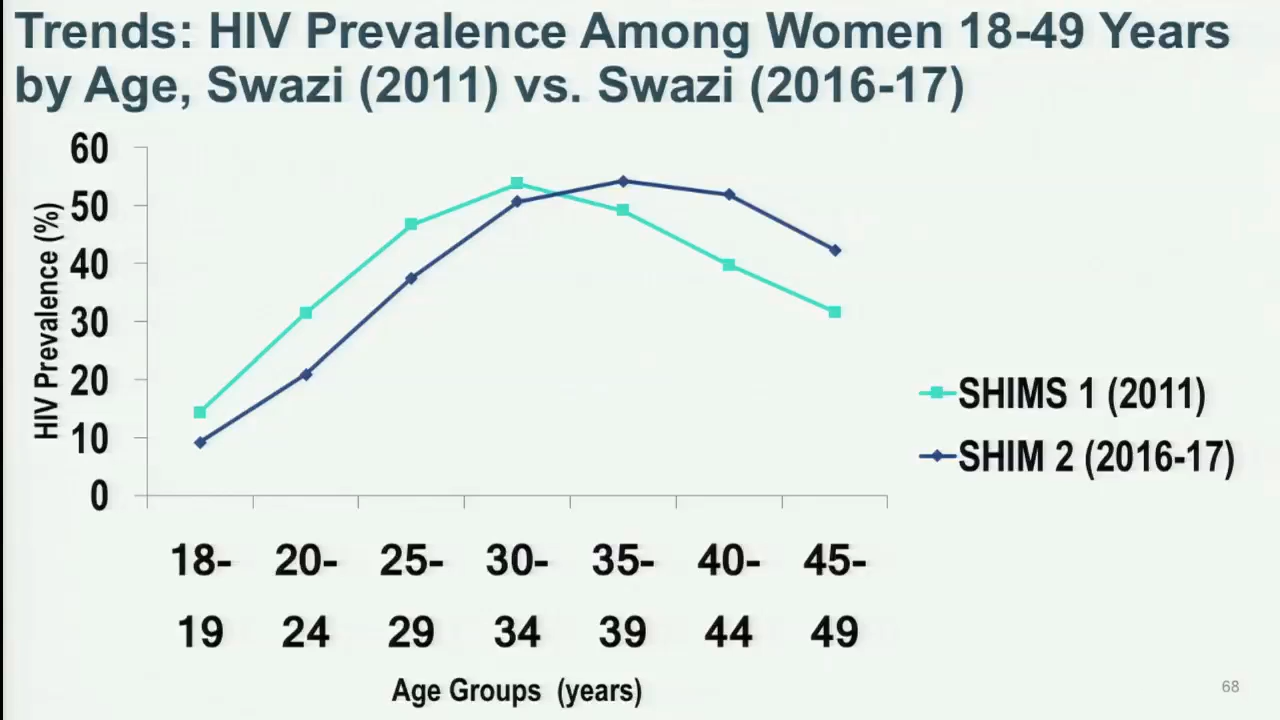 Trends: HIV Prevalence Among Women 18-49 Years
by Age, Swazi (2011) vs. Swazi (2016-17)
60
50
40
30
20
10
0
HIV Prevalence (%)
SHIMS 1 (2011)
SHIM 2 (2016-17)
18- 20- 25- 30- 35- 40- 45-
19 24 29 34 39 44 49
Age Groups (years)
68